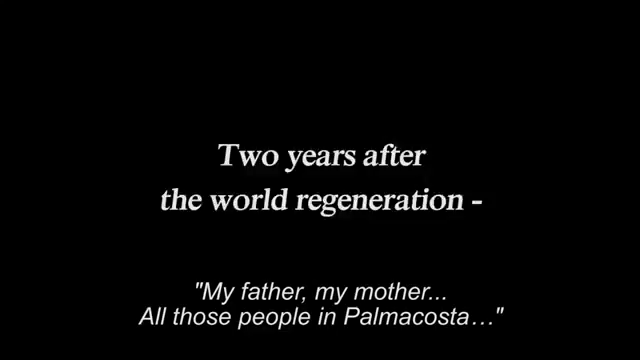 Two years after
the world regeneration -
"My father, my mother...
All those people in Palmacosta…"